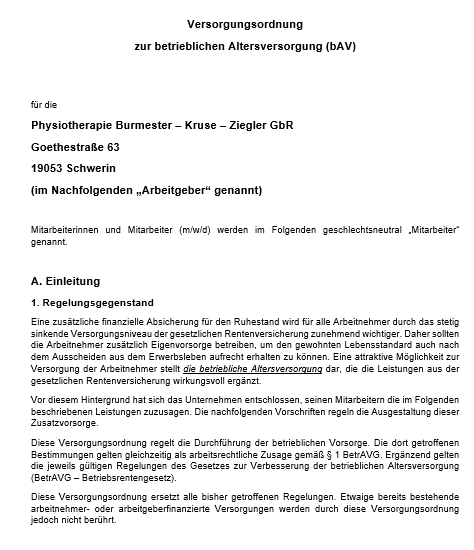 Versorgungsordnung
zur betrieblichen Altersversorgung (bAV)
für die
Physiotherapie Burmester – Kruse – Ziegler GbR
Goethestraße 63
19053 Schwerin
(im Nachfolgenden „Arbeitgeber“ genannt)
Mitarbeiterinnen und Mitarbeiter (m/w/d) werden im Folgenden geschlechtsneutral „Mitarbeiter“
genannt.
A. Einleitung
1. Regelungsgegenstand
Eine zusätzliche finanzielle Absicherung für den Ruhestand wird für alle Arbeitnehmer durch das stetig
sinkende Versorgungsniveau der gesetzlichen Rentenversicherung zunehmend wichtiger. Daher sollten
die Arbeitnehmer zusätzlich Eigenvorsorge betreiben, um den gewohnten Lebensstandard auch nach
dem Ausscheiden aus dem Erwerbsleben aufrecht erhalten zu können. Eine attraktive Möglichkeit zur
Versorgung der Arbeitnehmer stellt die betriebliche Altersversorgung dar, die die Leistungen aus der
gesetzlichen Rentenversicherung wirkungsvoll ergänzt.
Vor diesem Hintergrund hat sich das Unternehmen entschlossen, seinen Mitarbeitern die im Folgenden
beschriebenen Leistungen zuzusagen. Die nachfolgenden Vorschriften regeln die Ausgestaltung dieser
Zusatzvorsorge.
Diese Versorgungsordnung regelt die Durchführung der betrieblichen Vorsorge. Die dort getroffenen
Bestimmungen gelten gleichzeitig als arbeitsrechtliche Zusage gemäß § 1 BetrAVG. Ergänzend gelten
die jeweils gültigen Regelungen des Gesetzes zur Verbesserung der betrieblichen Altersversorgung
(BetrAVG – Betriebsrentengesetz).
Diese Versorgungsordnung ersetzt alle bisher getroffenen Regelungen. Etwaige bereits bestehende
arbeitnehmer- oder arbeitgeberfinanzierte Versorgungen werden durch diese Versorgungsordnung
jedoch nicht berührt.